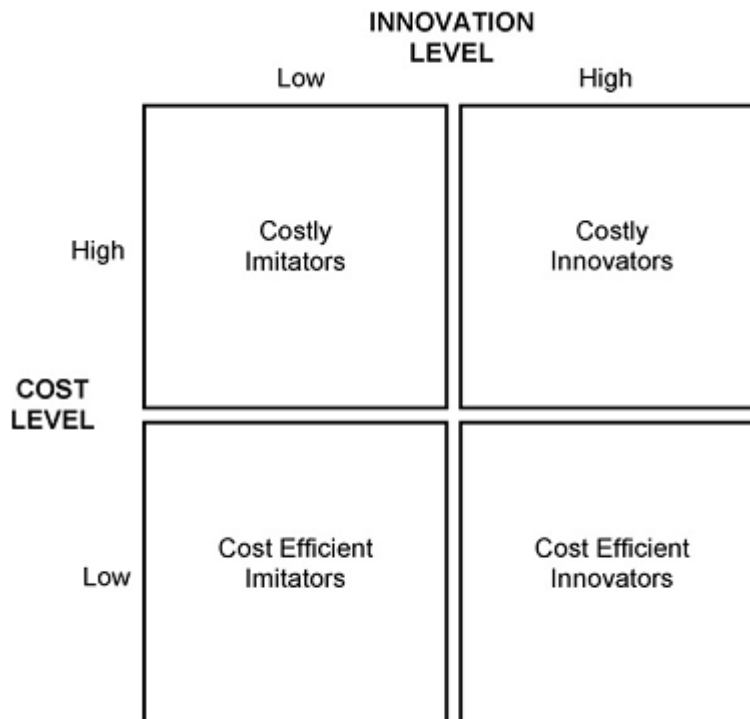 INNOVATION
LEVEL
Low
High
High
Costly
Imitators
Costly
Innovators
COST
LEVEL
Low
Cost Efficient
Imitators
Cost Efficient
Innovators